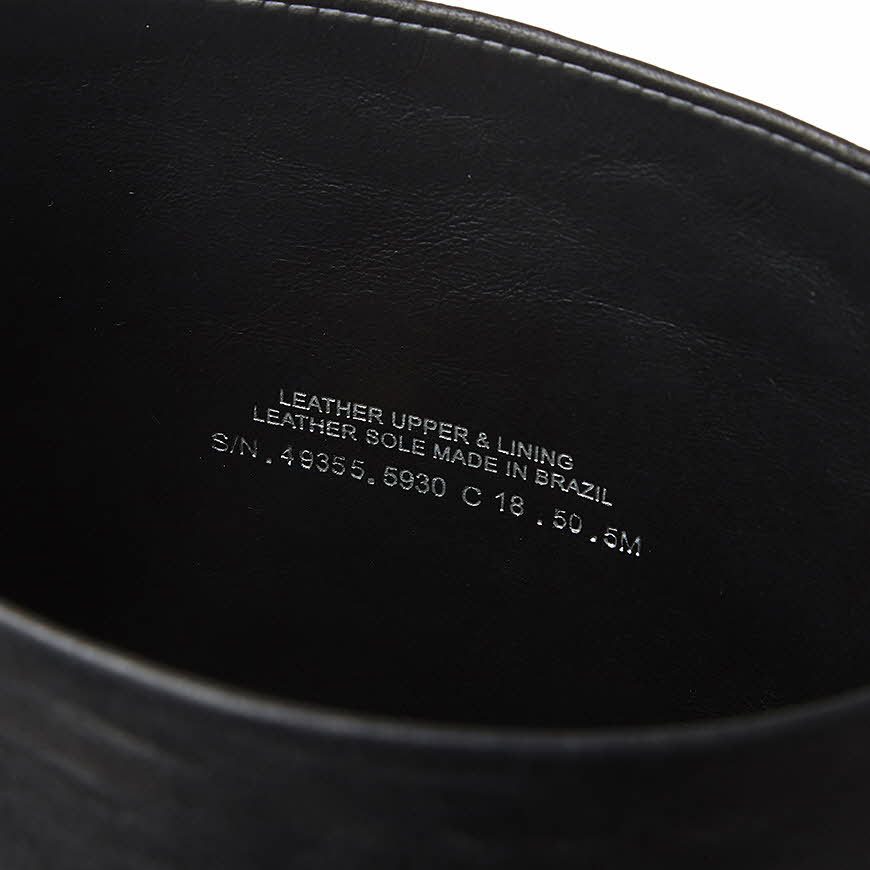 LEATHER UPPER & LINING
LEATHER SOLE MADE IN BRAZIL
S/N.49355.5930 C 18 .50 .5M